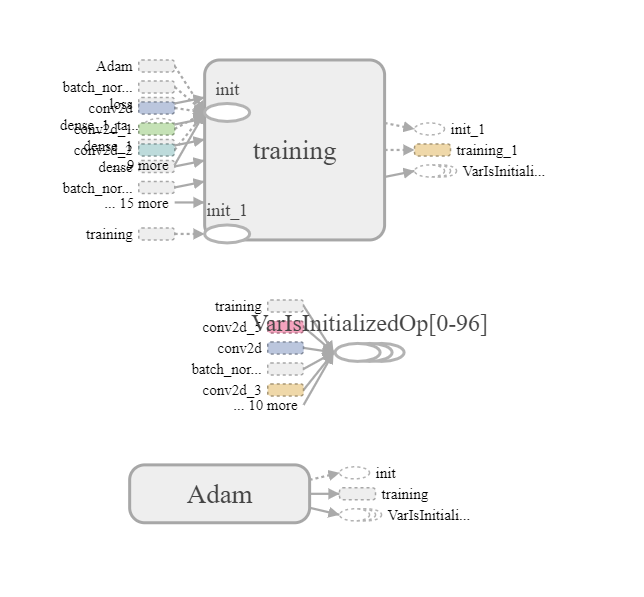 Adam
batch_nor...
loss
conv2d
dense_1_ta...
conv2d_1
dense_1
conv2d_2
... 9 more
dense
batch_nor...
... 15 more
training
init
training
init_1
init_1
training_1
VarIsInitiali...
training
VarIsInitializedOp[0-96]
conv2d
batch_nor...
conv2d_3
... 10 more
Adam
init
training
VarIsInitiali...